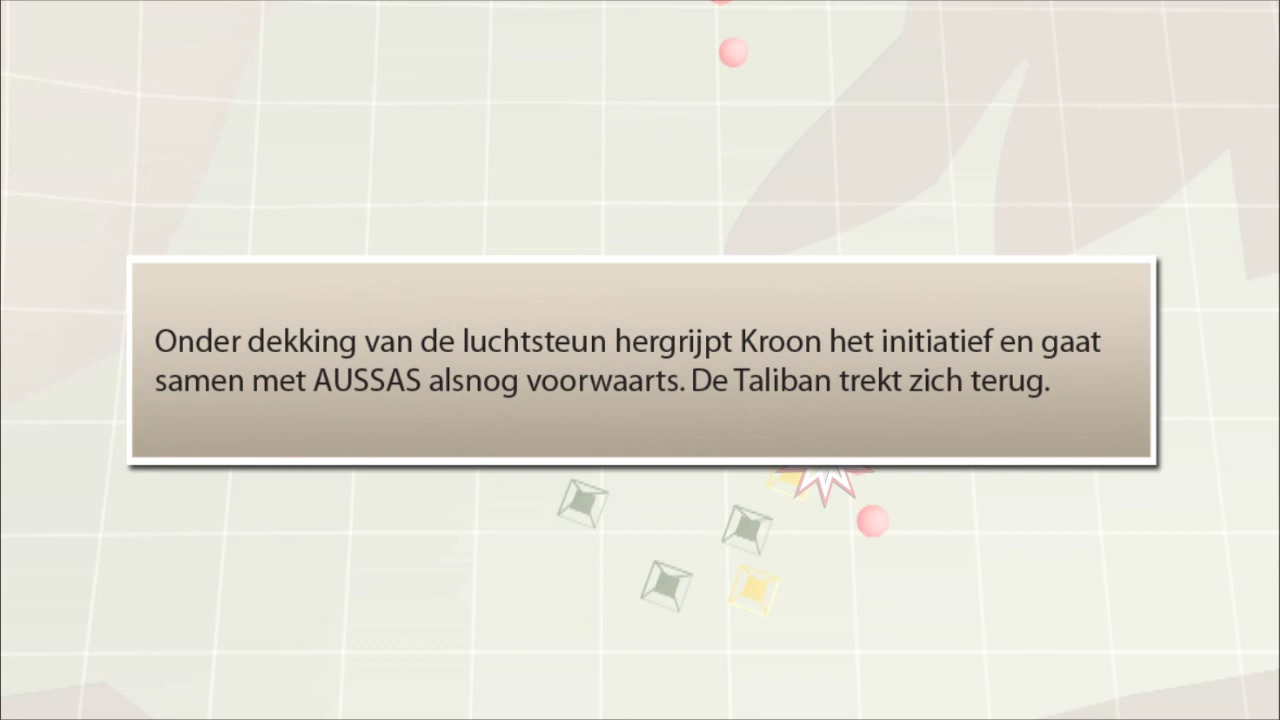 Onder dekking van de luchtsteun hergrijpt Kroon het initiatief en gaat
samen met AUSSAS alsnog voorwaarts. De Taliban trekt zich terug.